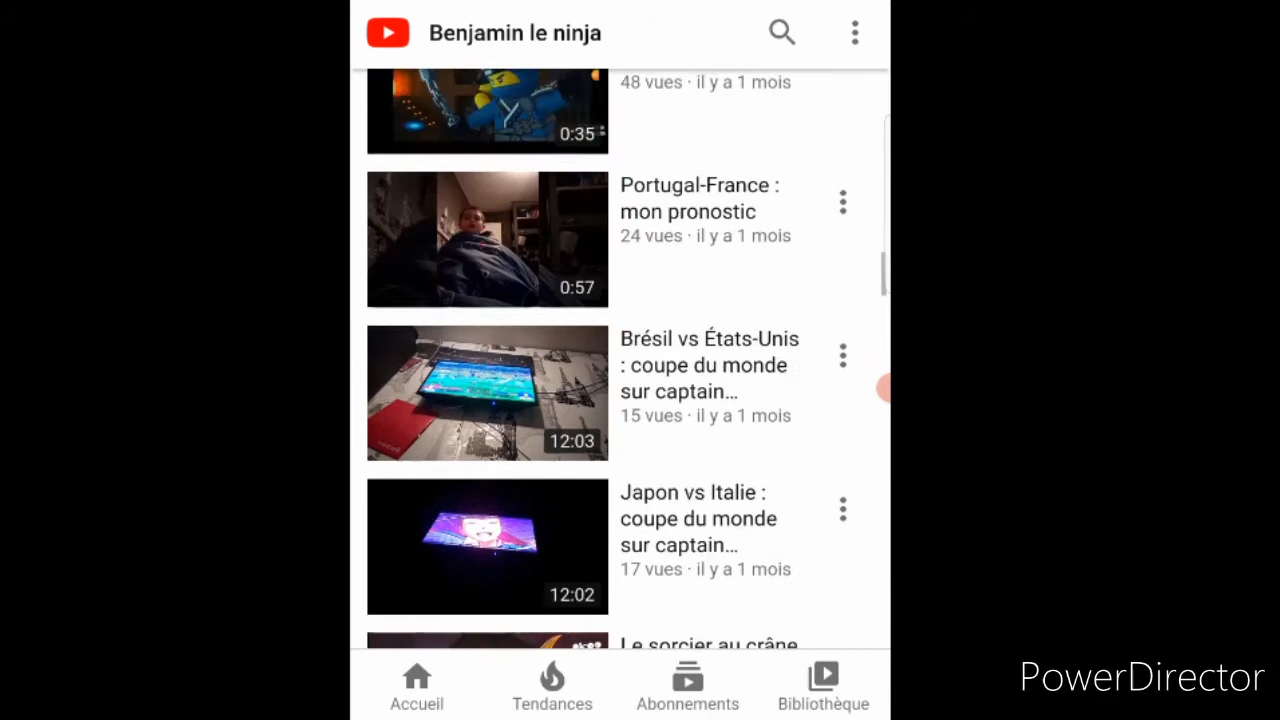 Benjamin le ninja
48 vues · il y a 1 mois
0:35
Portugal-France :
mon pronostic
24 vues · il y a 1 mois
0:57
Brésil vs États-Unis
: coupe du monde
sur captain...
15 vues · il y a 1 mois
12:03
Japon vs Italie :
coupe du monde
sur captain...
17 vues · il y a 1 mois
12:02
Le sorcier au crâne
Accueil
Tendances
Abonnements
Bibliothèque
PowerDirector